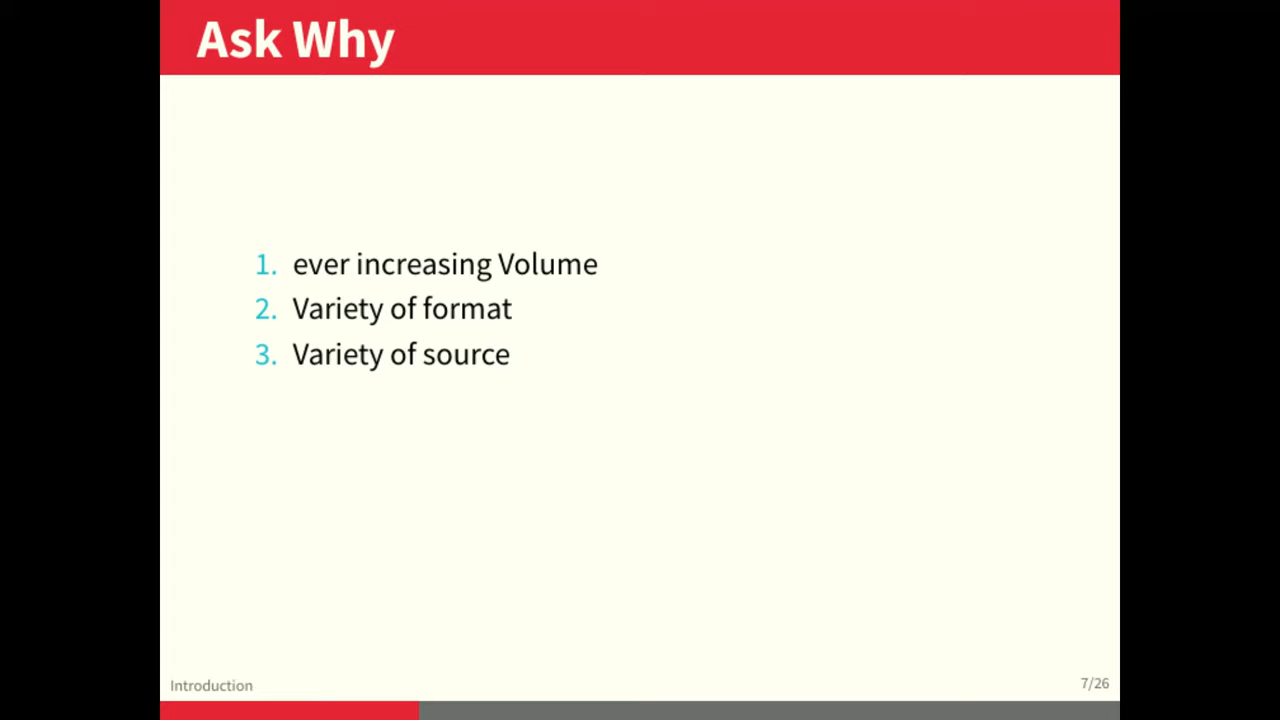 Ask Why
1. ever increasing Volume
2. Variety of format
3. Variety of source
Introduction
7/26